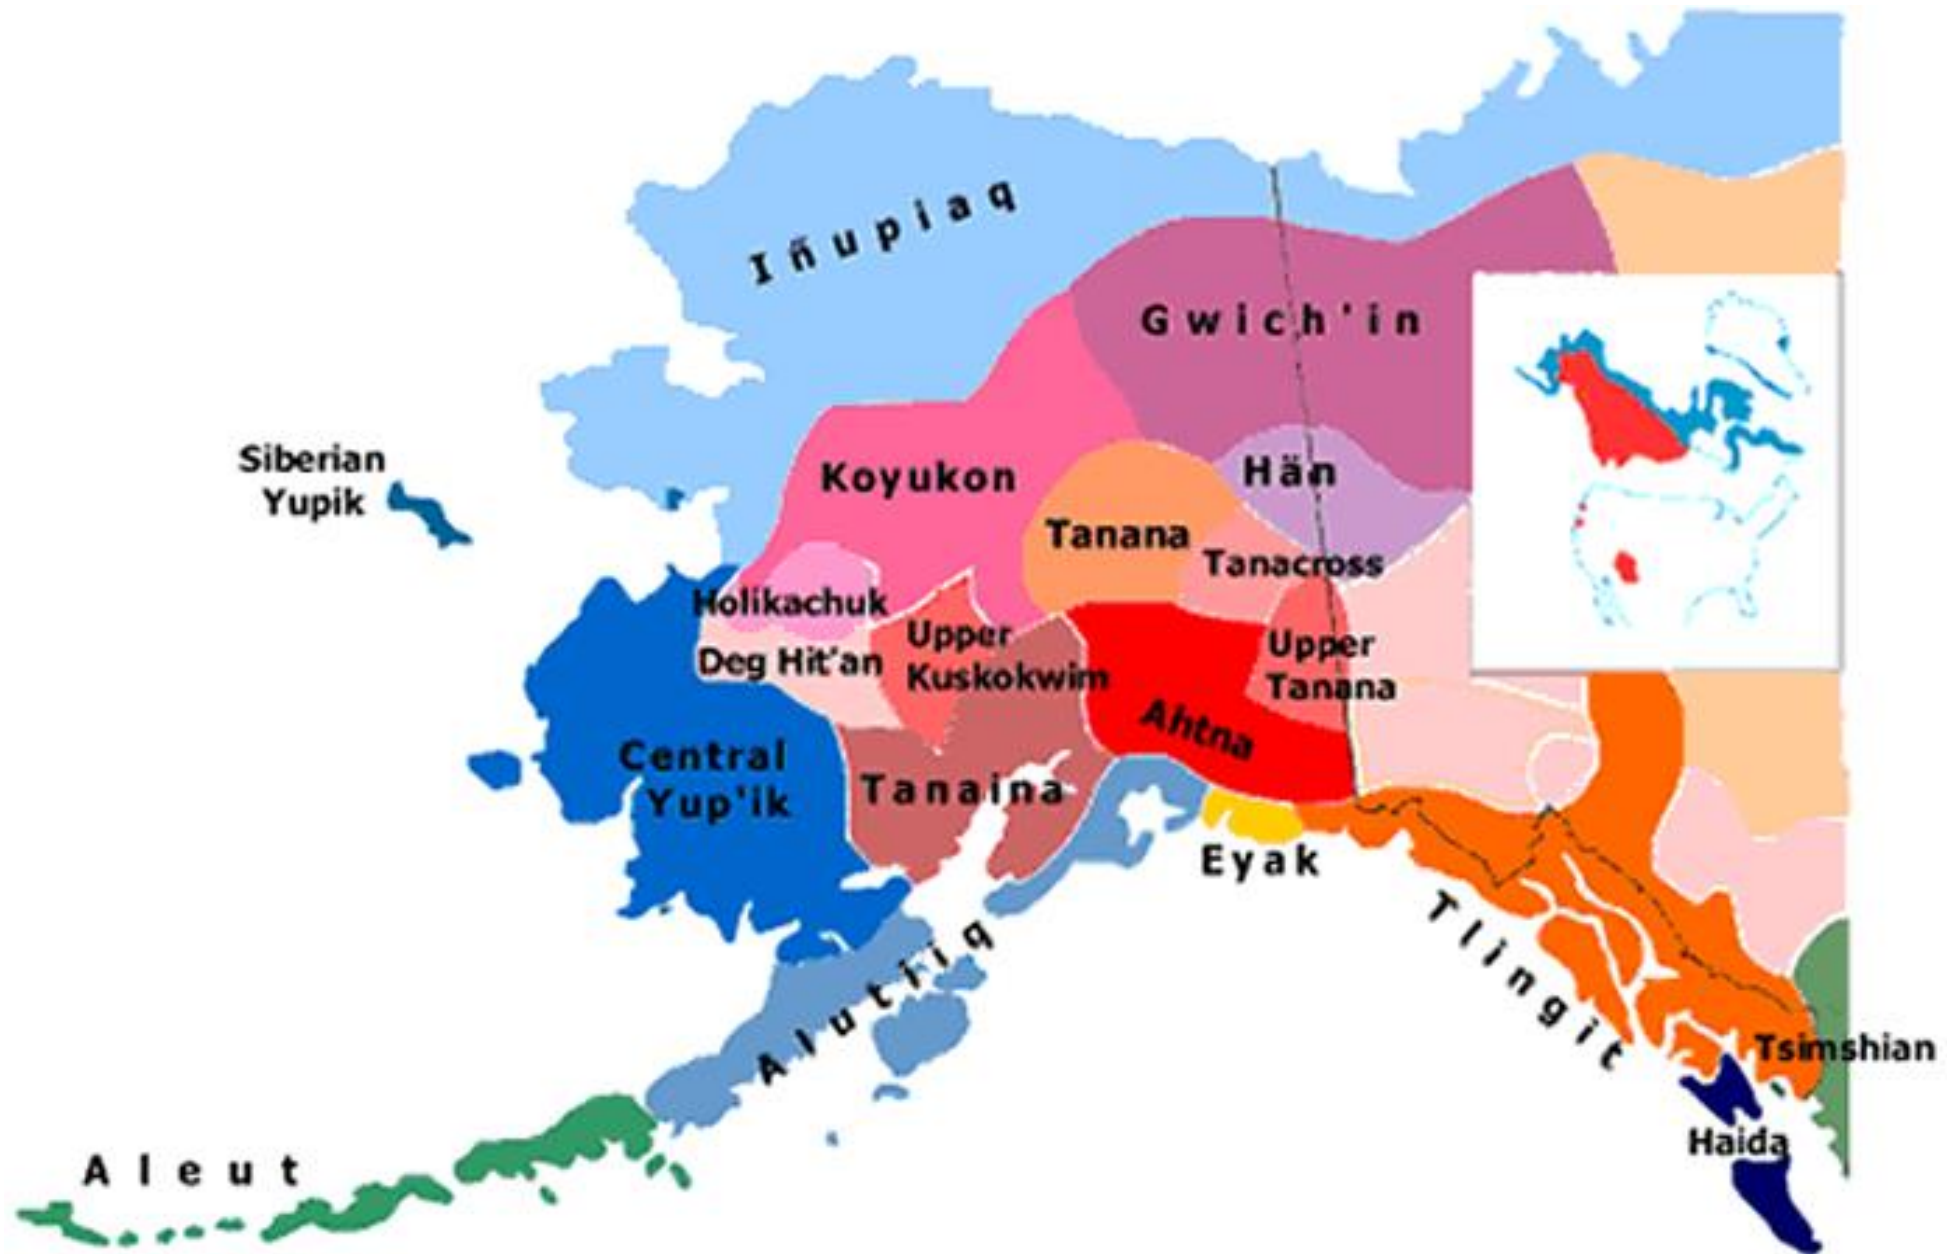 Iñupiaq
Gwich'in
Siberian
Yupik
Koyukon
Hän
Tanana
Tanacross
Holikachuk
Upper
Kuskokwim
Deg Hit'an
Upper
Tanana
Ahtna
Central
Yup'ik
Tanaina
Eyak
Tlingit
Alutiiq
Tsimshian
Haida
Aleut